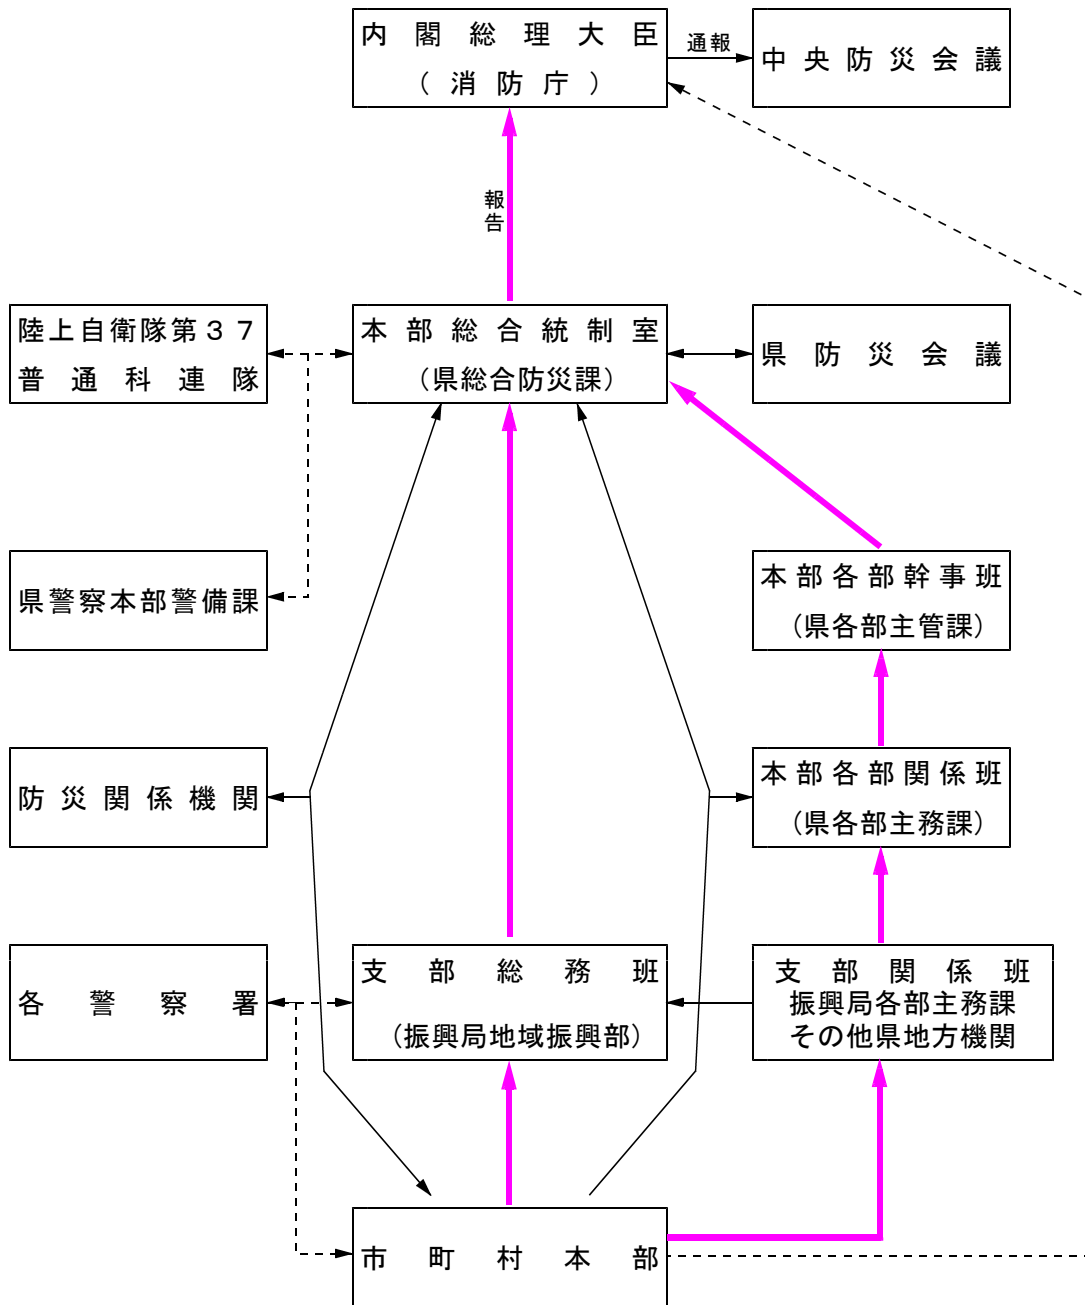 内閣総理大臣
（消防庁）
通報
中央防災会議
報告
陸上自衛隊第３７
普通科連隊
本部総合統制室
（県総合防災課）
県防災会議
県警察本部警備課
本部各部幹事班
（県各部主管課）
防災関係機関
本部各部関係班
（県各部主務課）
各警察署
支部総務班
（振興局地域振興部）
支部関係班
振興局各部主務課
その他県地方機関
市町村本部